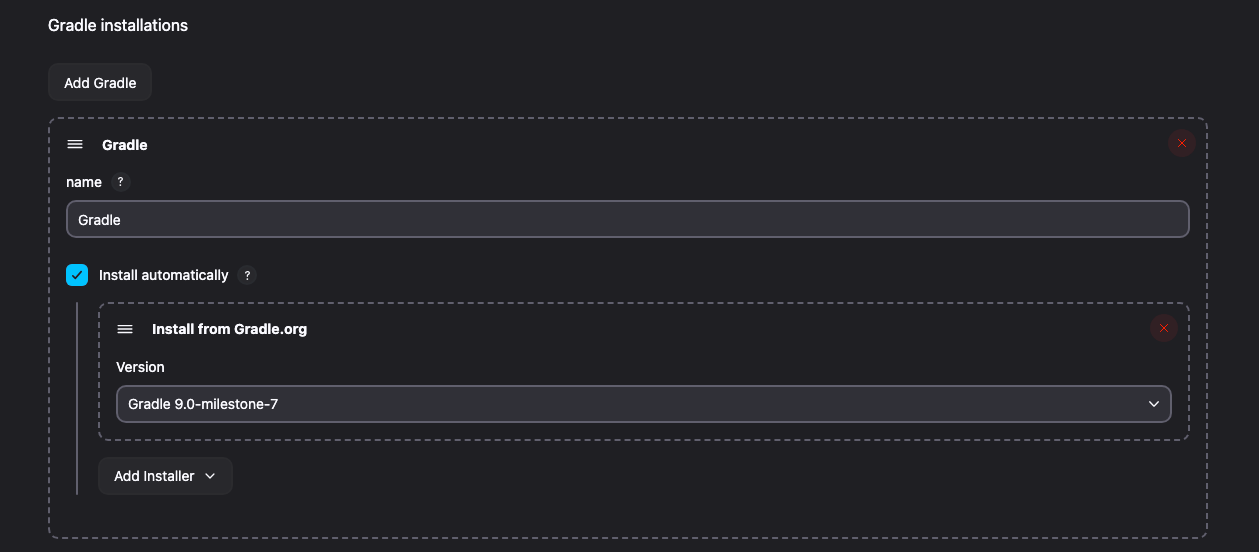 Gradle installations
Add Gradle
Gradle
name ?
Gradle
Install automatically ?
Install from Gradle.org
Version
Gradle 9.0-milestone-7
Add Installer